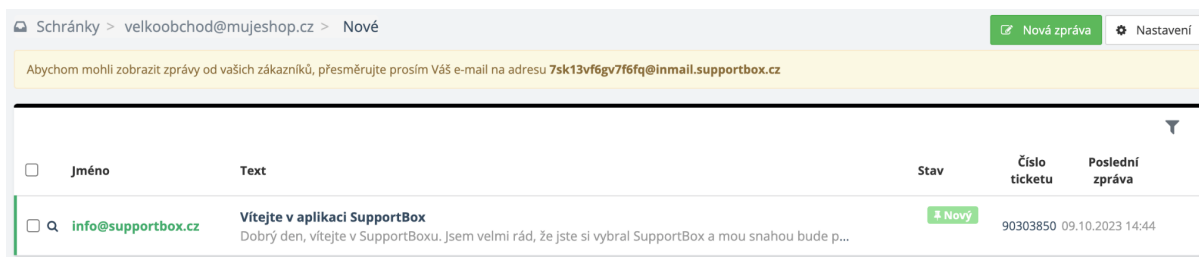 Schránky > velkoobchod@mujeshop.cz > Nové
Nová zpráva
Nastavení
Abychom mohli zobrazit zprávy od vašich zákazníků, přesměrujte prosím Váš e-mail na adresu 7sk13vf6gv7f6fq@inmail.supportbox.cz
Jméno Text Stav Číslo ticketu Poslední zpráva
info@supportbox.cz Vítejte v aplikaci SupportBox Nový 90303850 09.10.2023 14:44
Dobrý den, vítejte v SupportBoxu. Jsem velmi rád, že jste si vybral SupportBox a mou snahou bude p...